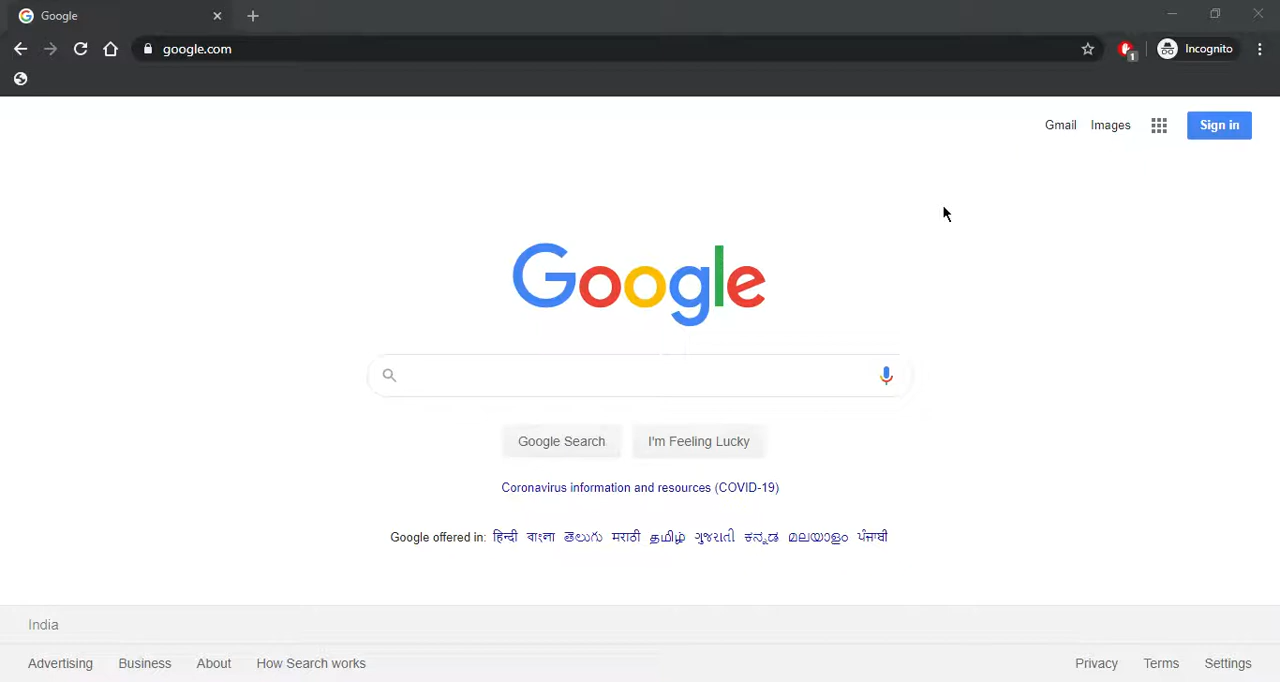 Google
google.com
1
Incognito
Gmail Images Sign in
Google
Google Search I'm Feeling Lucky
Coronavirus information and resources (COVID-19)
Google offered in: हिन्दी বাংলা తెలుగు मराठी தமிழ் ગુજરાતી ಕನ್ನಡ മലയാളം ਪੰਜਾਬੀ
India
Advertising Business About How Search works Privacy Terms Settings